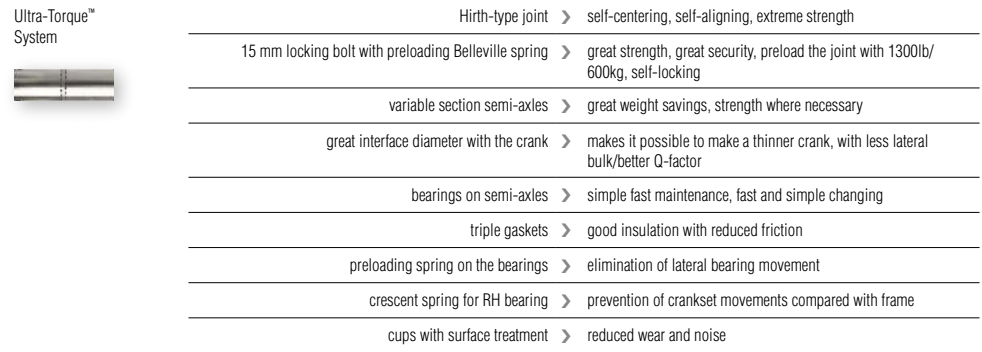 Ultra-Torque™
System
Hirth-type joint › self-centering, self-aligning, extreme strength
15 mm locking bolt with preloading Belleville spring › great strength, great security, preload the joint with 1300lb/
600kg, self-locking
variable section semi-axles › great weight savings, strength where necessary
great interface diameter with the crank › makes it possible to make a thinner crank, with less lateral
bulk/better Q-factor
bearings on semi-axles › simple fast maintenance, fast and simple changing
triple gaskets › good insulation with reduced friction
preloading spring on the bearings › elimination of lateral bearing movement
crescent spring for RH bearing › prevention of crankset movements compared with frame
cups with surface treatment › reduced wear and noise